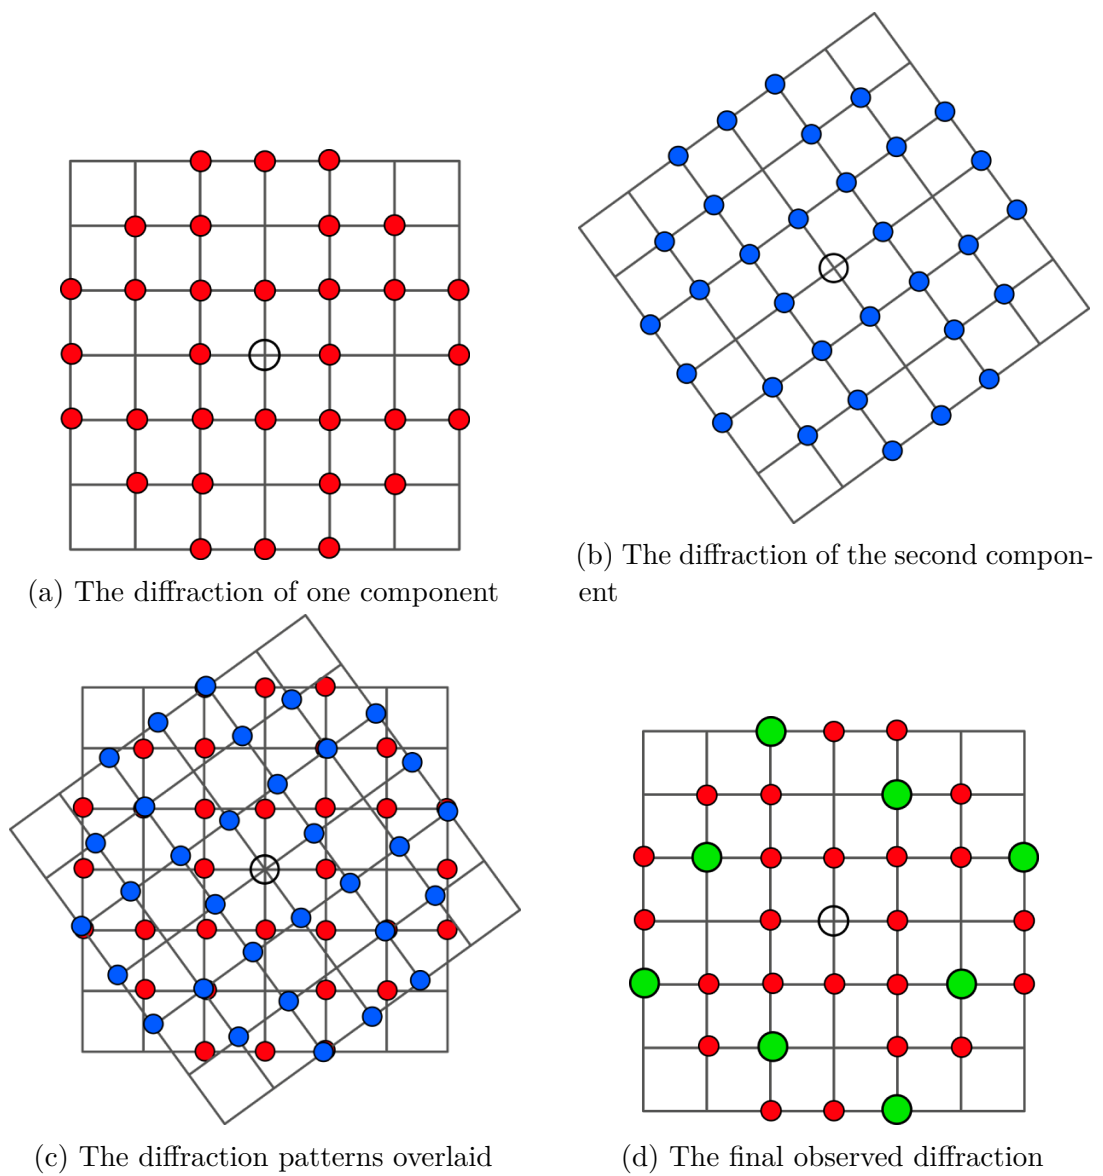 (a) The diffraction of one component
(b) The diffraction of the second compon-
ent
(c) The diffraction patterns overlaid
(d) The final observed diffraction